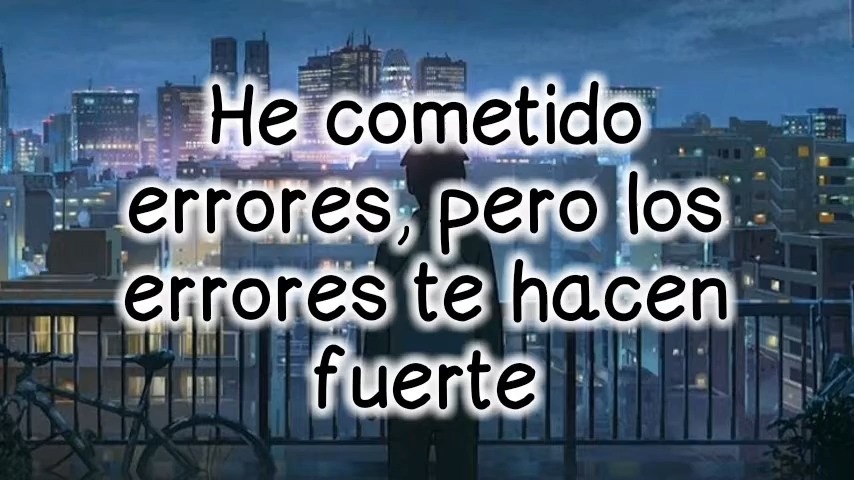 He cometido
errores, pero los
errores te hacen
fuerte